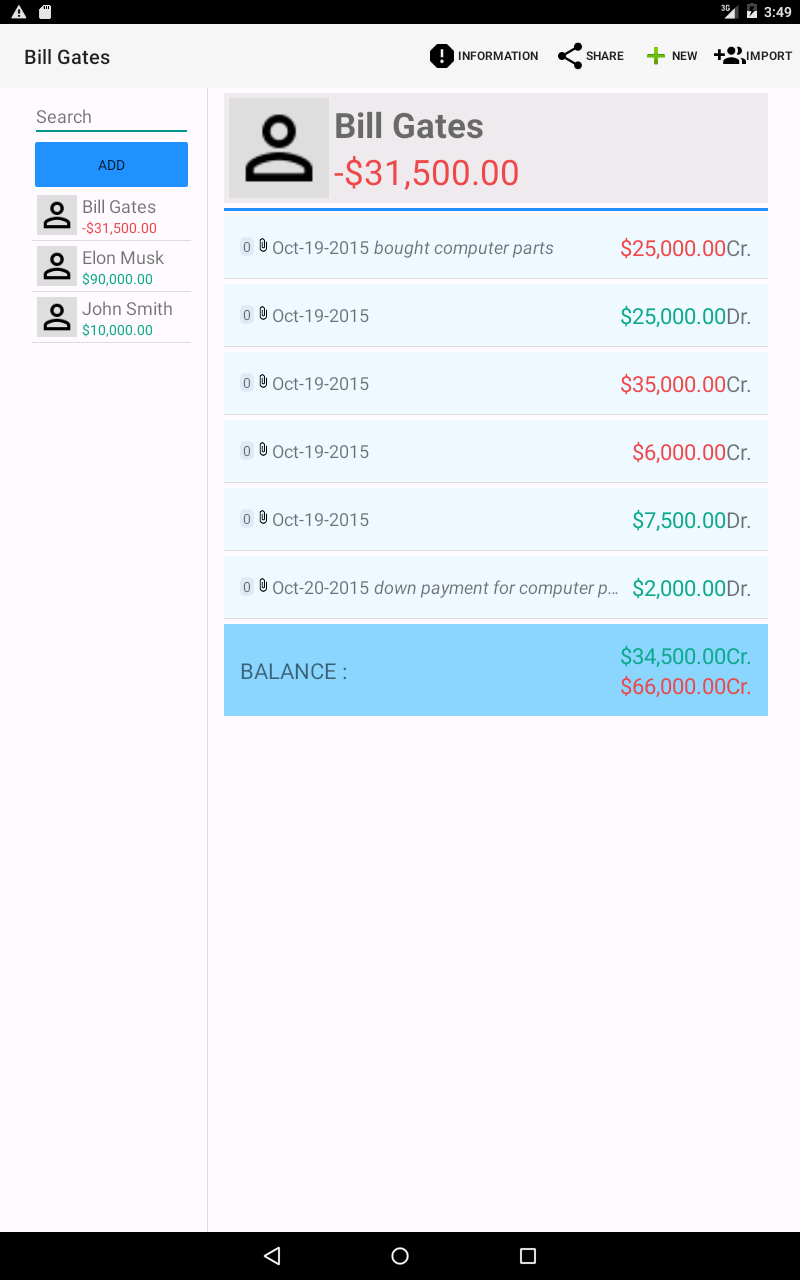 3G 3:49
Bill Gates INFORMATION SHARE NEW IMPORT
Search
ADD
Bill Gates
-$31,500.00
Elon Musk
$90,000.00
John Smith
$10,000.00
Bill Gates
-$31,500.00
0 Oct-19-2015 bought computer parts $25,000.00Cr.
0 Oct-19-2015 $25,000.00Dr.
0 Oct-19-2015 $35,000.00Cr.
0 Oct-19-2015 $6,000.00Cr.
0 Oct-19-2015 $7,500.00Dr.
0 Oct-20-2015 down payment for computer p… $2,000.00Dr.
BALANCE :
$34,500.00Cr.
$66,000.00Cr.